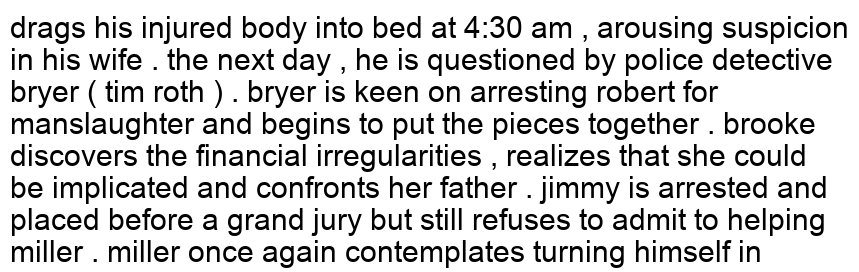 drags his injured body into bed at 4:30 am , arousing suspicion
in his wife . the next day , he is questioned by police detective
bryer ( tim roth ) . bryer is keen on arresting robert for
manslaughter and begins to put the pieces together . brooke
discovers the financial irregularities , realizes that she could
be implicated and confronts her father . jimmy is arrested and
placed before a grand jury but still refuses to admit to helping
miller . miller once again contemplates turning himself in